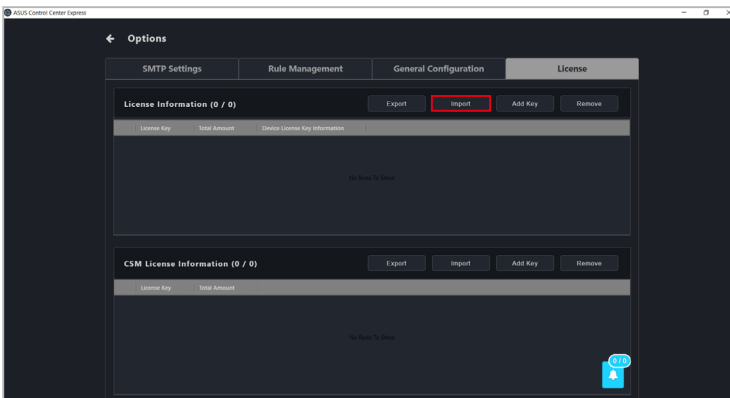 ASUS Control Center Express
Options
SMTP Settings Rule Management General Configuration License
License Information (0 / 0) Export Import Add Key Remove
License Key Total Amount Device License Key Information
No Rows To Show
CSM License Information (0 / 0) Export Import Add Key Remove
License Key Total Amount
No Rows To Show
0/0